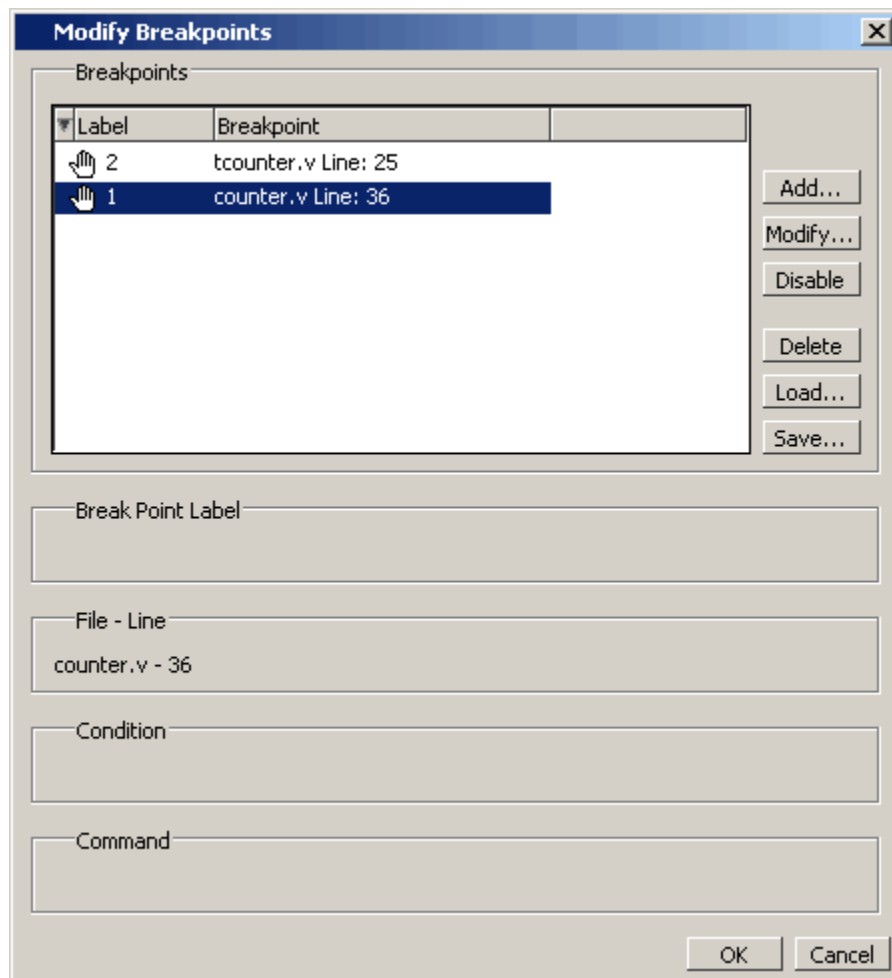 Modify Breakpoints
Breakpoints
Label Breakpoint
2 tcounter.v Line: 25
1 counter.v Line: 36
Add...
Modify...
Disable
Delete
Load...
Save...
Break Point Label
File - Line
counter.v - 36
Condition
Command
OK Cancel